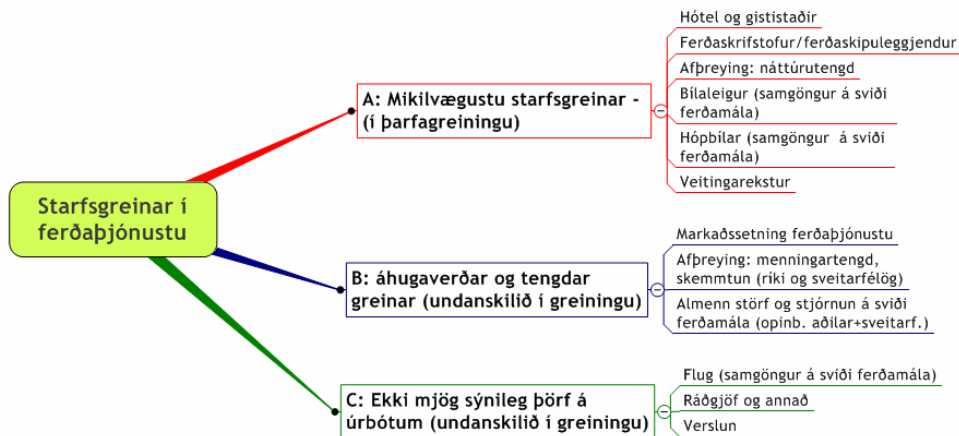 Starfsgreinar í
ferðaþjónustu
A: Mikilvægustu starfsgreinar -
(í þarfagreiningu)
Hótel og gististaðir
Ferðaskrifstofur/ferðaskipuleggjendur
Afþreying: náttúrutengd
Bílaleigur (samgöngur á sviði
ferðamála)
Hópbílar (samgöngur á sviði
ferðamála)
Veitingarekstur
B: áhugaverðar og tengdar
greinar (undanskilið í greiningu)
Markaðssetning ferðaþjónustu
Afþreying: menningartengd,
skemmtun (ríki og sveitarfélög)
Almenn störf og stjórnun á sviði
ferðamála (opinb. aðilar+sveitarf.)
C: Ekki mjög sýnileg þörf á
úrbótum (undanskilið í greiningu)
Flug (samgöngur á sviði ferðamála)
Ráðgjöf og annað
Verslun